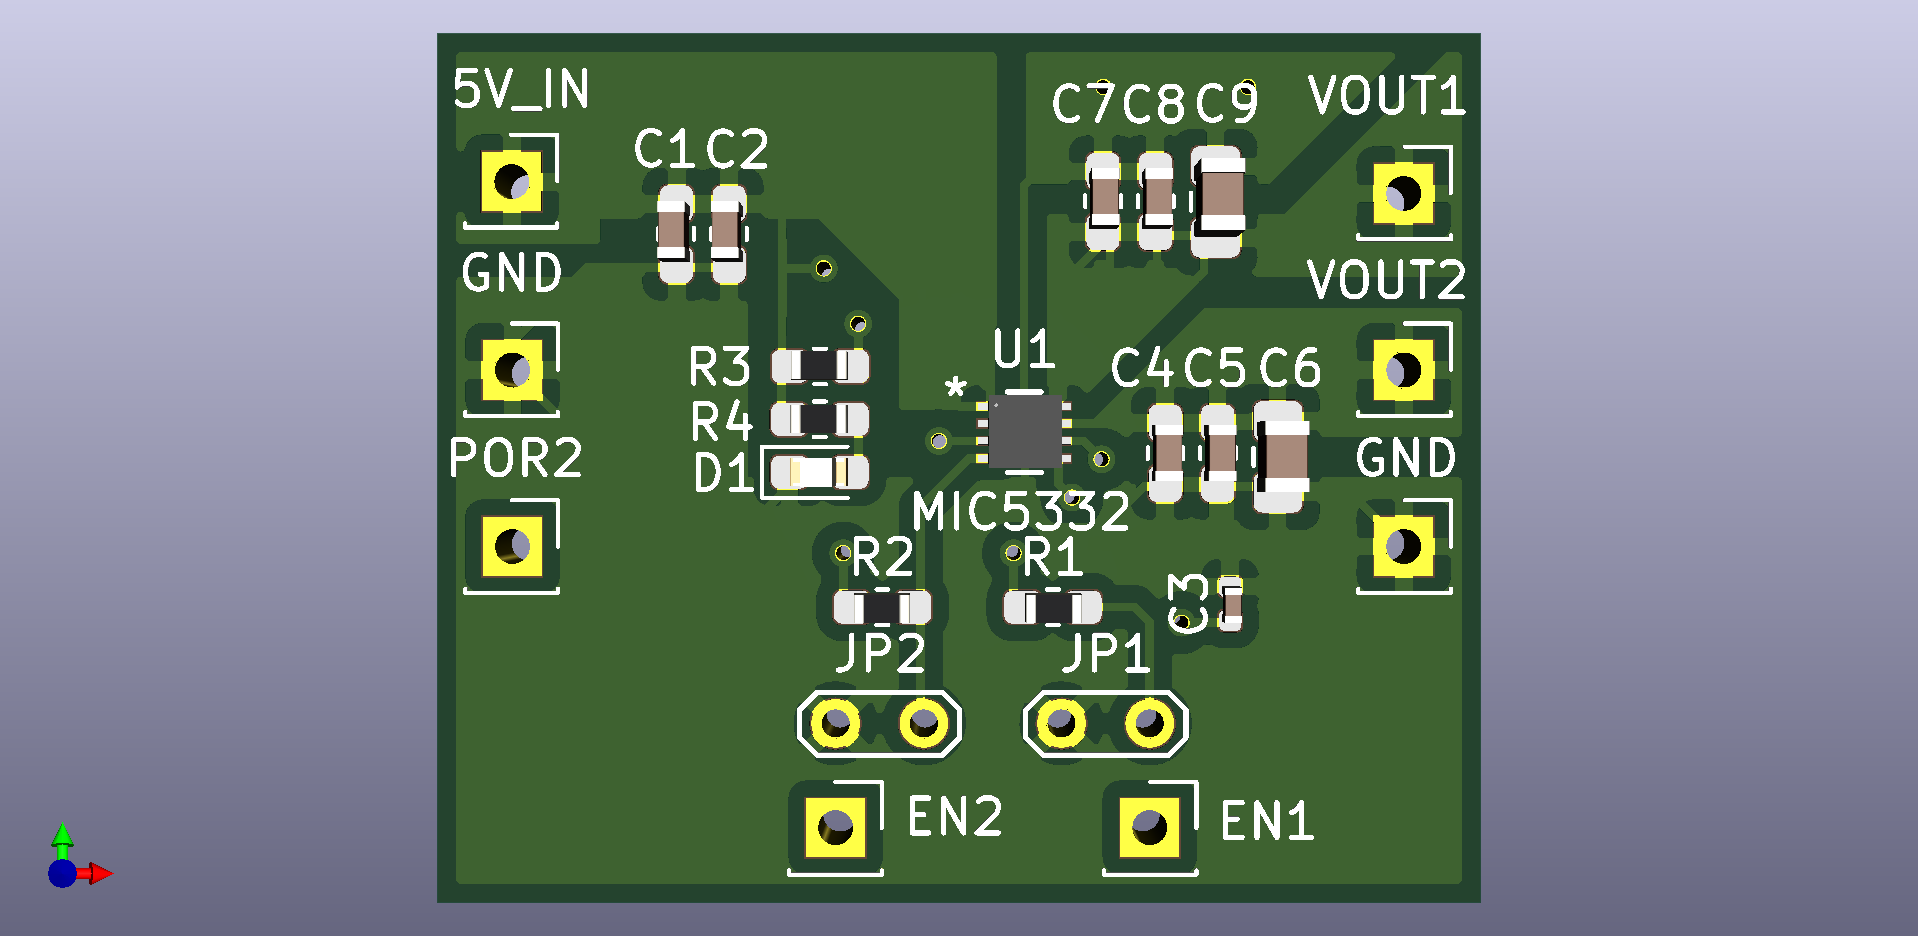 5V_IN
C7 C8 C9
VOUT1
C1 C2
GND
VOUT2
U1
R3
C4 C5 C6
*
R4
POR2
D1
GND
MIC5332
R2
R1
C3
JP2
JP1
EN2
EN1